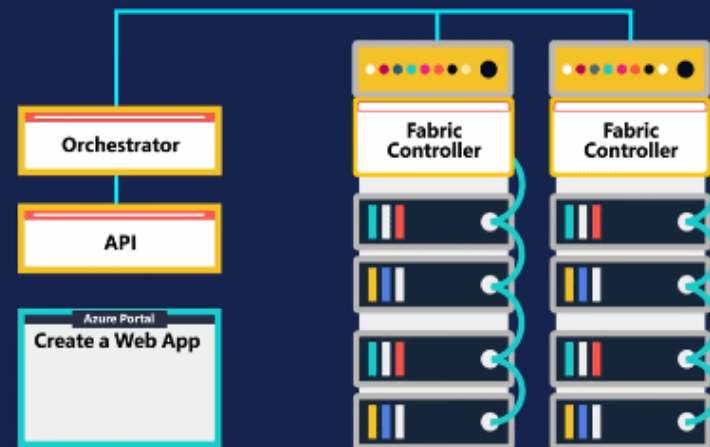 Orchestrator
API
Azure Portal
Create a Web App
Fabric
Controller
Fabric
Controller